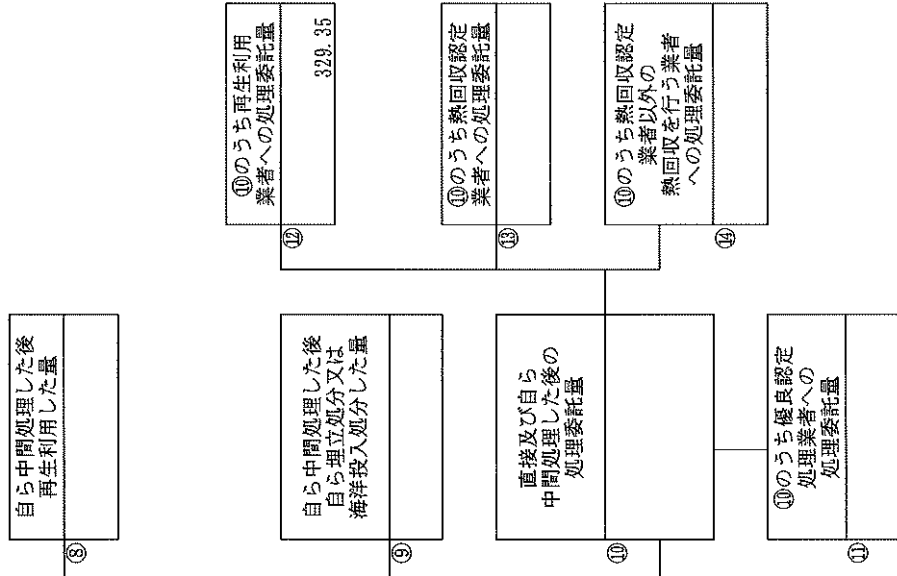 自ら中間処理した後
再生利用した量
⑧
自ら中間処理した後
自ら埋立処分又は
海洋投入処分した量
⑨
直接及び自ら
中間処理した後の
処理委託量
⑩
⑩のうち優良認定
処理業者への
処理委託量
⑪
⑩のうち再生利用
業者への処理委託量
329.35
⑫
⑩のうち熱回収認定
業者への処理委託量
⑬
⑩のうち熱回収認定
業者以外の
熱回収を行う業者
への処理委託量
⑭